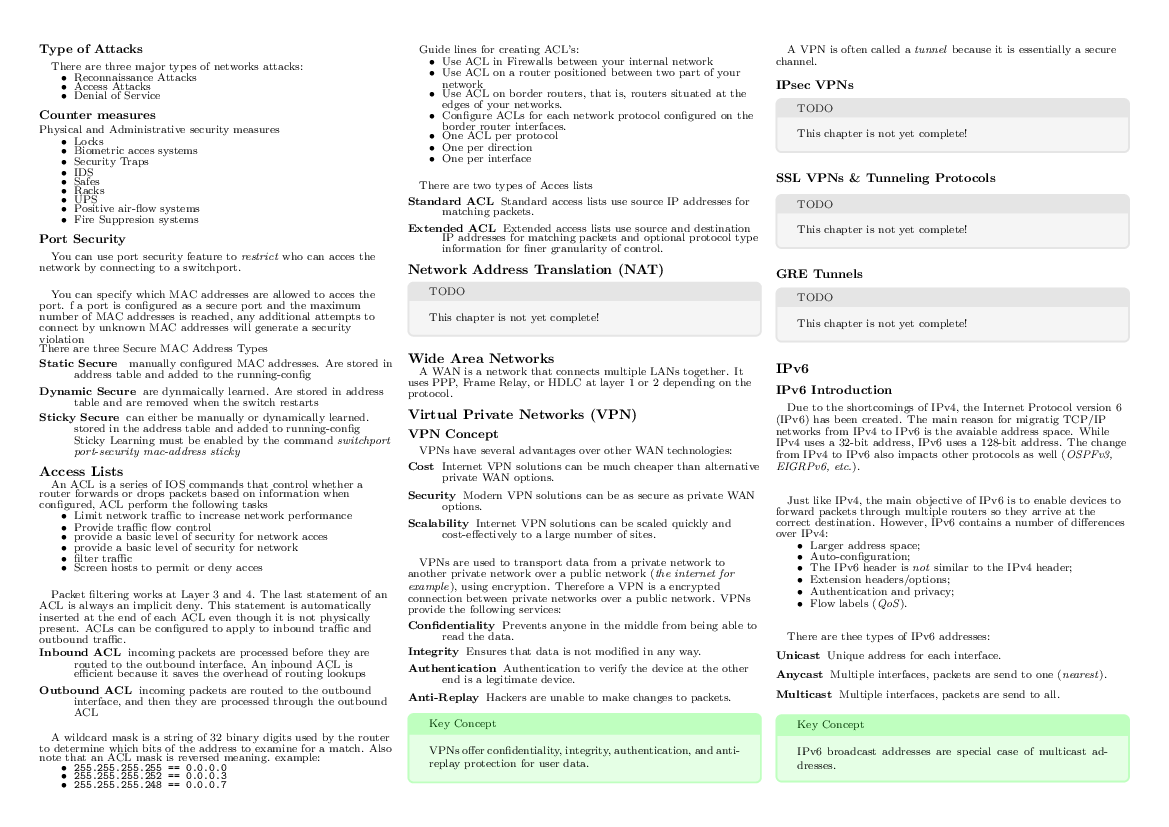 Type of Attacks
There are three major types of networks attacks:
• Reconnaissance Attacks
• Access Attacks
• Denial of Service
Counter measures
Physical and Administrative security measures
• Locks
• Biometric acces systems
• Security Traps
• IDS
• Safes
• Racks
• UPS
• Positive air-flow systems
• Fire Suppresion systems
Port Security
You can use port security feature to restrict who can acces the
network by connecting to a switchport.
You can specify which MAC addresses are allowed to acces the
port. f a port is configured as a secure port and the maximum
number of MAC addresses is reached, any additional attempts to
connect by unknown MAC addresses will generate a security
violation
There are three Secure MAC Address Types
Static Secure manually configured MAC addresses. Are stored in
address table and added to the running-config
Dynamic Secure are dynmaically learned. Are stored in address
table and are removed when the switch restarts
Sticky Secure can either be manually or dynamically learned.
stored in the address table and added to running-config
Sticky Learning must be enabled by the command switchport
port-security mac-address sticky
Access Lists
An ACL is a series of IOS commands that control whether a
router forwards or drops packets based on information when
configured, ACL perform the following tasks
• Limit network traffic to increase network performance
• Provide traffic flow control
• provide a basic level of security for network acces
• provide a basic level of security for network
• filter traffic
• Screen hosts to permit or deny acces
Packet filtering works at Layer 3 and 4. The last statement of an
ACL is always an implicit deny. This statement is automatically
inserted at the end of each ACL even though it is not physically
present. ACLs can be configured to apply to inbound traffic and
outbound traffic.
Inbound ACL incoming packets are processed before they are
routed to the outbound interface. An inbound ACL is
efficient because it saves the overhead of routing lookups
Outbound ACL incoming packets are routed to the outbound
interface, and then they are processed through the outbound
ACL
A wildcard mask is a string of 32 binary digits used by the router
to determine which bits of the address to examine for a match. Also
note that an ACL mask is reversed meaning. example:
• 255.255.255.255 == 0.0.0.0
• 255.255.255.252 == 0.0.0.3
• 255.255.255.248 == 0.0.0.7
Guide lines for creating ACL's:
• Use ACL in Firewalls between your internal network
• Use ACL on a router positioned between two part of your
network
• Use ACL on border routers, that is, routers situated at the
edges of your networks.
• Configure ACLs for each network protocol configured on the
border router interfaces.
• One ACL per protocol
• One per direction
• One per interface
There are two types of Acces lists
Standard ACL Standard access lists use source IP addresses for
matching packets.
Extended ACL Extended access lists use source and destination
IP addresses for matching packets and optional protocol type
information for finer granularity of control.
Network Address Translation (NAT)
TODO
This chapter is not yet complete!
Wide Area Networks
A WAN is a network that connects multiple LANs together. It
uses PPP, Frame Relay, or HDLC at layer 1 or 2 depending on the
protocol.
Virtual Private Networks (VPN)
VPN Concept
VPNs have several advantages over other WAN technologies:
Cost Internet VPN solutions can be much cheaper than alternative
private WAN options.
Security Modern VPN solutions can be as secure as private WAN
options.
Scalability Internet VPN solutions can be scaled quickly and
cost-effectively to a large number of sites.
VPNs are used to transport data from a private network to
another private network over a public network (the internet for
example), using encryption. Therefore a VPN is a encrypted
connection between private networks over a public network. VPNs
provide the following services:
Confidentiality Prevents anyone in the middle from being able to
read the data.
Integrity Ensures that data is not modified in any way.
Authentication Authentication to verify the device at the other
end is a legitimate device.
Anti-Replay Hackers are unable to make changes to packets.
Key Concept
VPNs offer confidentiality, integrity, authentication, and anti-
replay protection for user data.
A VPN is often called a tunnel because it is essentially a secure
channel.
IPsec VPNs
TODO
This chapter is not yet complete!
SSL VPNs & Tunneling Protocols
TODO
This chapter is not yet complete!
GRE Tunnels
TODO
This chapter is not yet complete!
IPv6
IPv6 Introduction
Due to the shortcomings of IPv4, the Internet Protocol version 6
(IPv6) has been created. The main reason for migratig TCP/IP
networks from IPv4 to IPv6 is the avaiable address space. While
IPv4 uses a 32-bit address, IPv6 uses a 128-bit address. The change
from IPv4 to IPv6 also impacts other protocols as well (OSPFv3,
EIGRPv6, etc.).
Just like IPv4, the main objective of IPv6 is to enable devices to
forward packets through multiple routers so they arrive at the
correct destination. However, IPv6 contains a number of differences
over IPv4:
• Larger address space;
• Auto-configuration;
• The IPv6 header is not similar to the IPv4 header;
• Extension headers/options;
• Authentication and privacy;
• Flow labels (QoS).
There are thee types of IPv6 addresses:
Unicast Unique address for each interface.
Anycast Multiple interfaces, packets are send to one (nearest).
Multicast Multiple interfaces, packets are send to all.
Key Concept
IPv6 broadcast addresses are special case of multicast ad-
dresses.